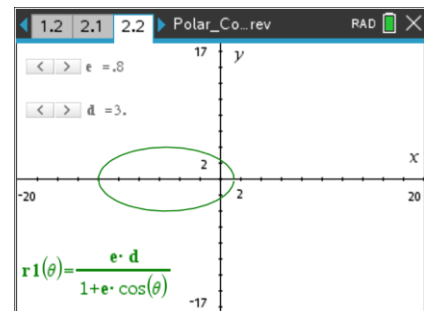 1.2 2.1 2.2 Polar_Co...rev RAD
17 y
e =.8
d =3.
2
x
-20 2 20
r1(θ)= e· d / 1+e· cos(θ)
-17